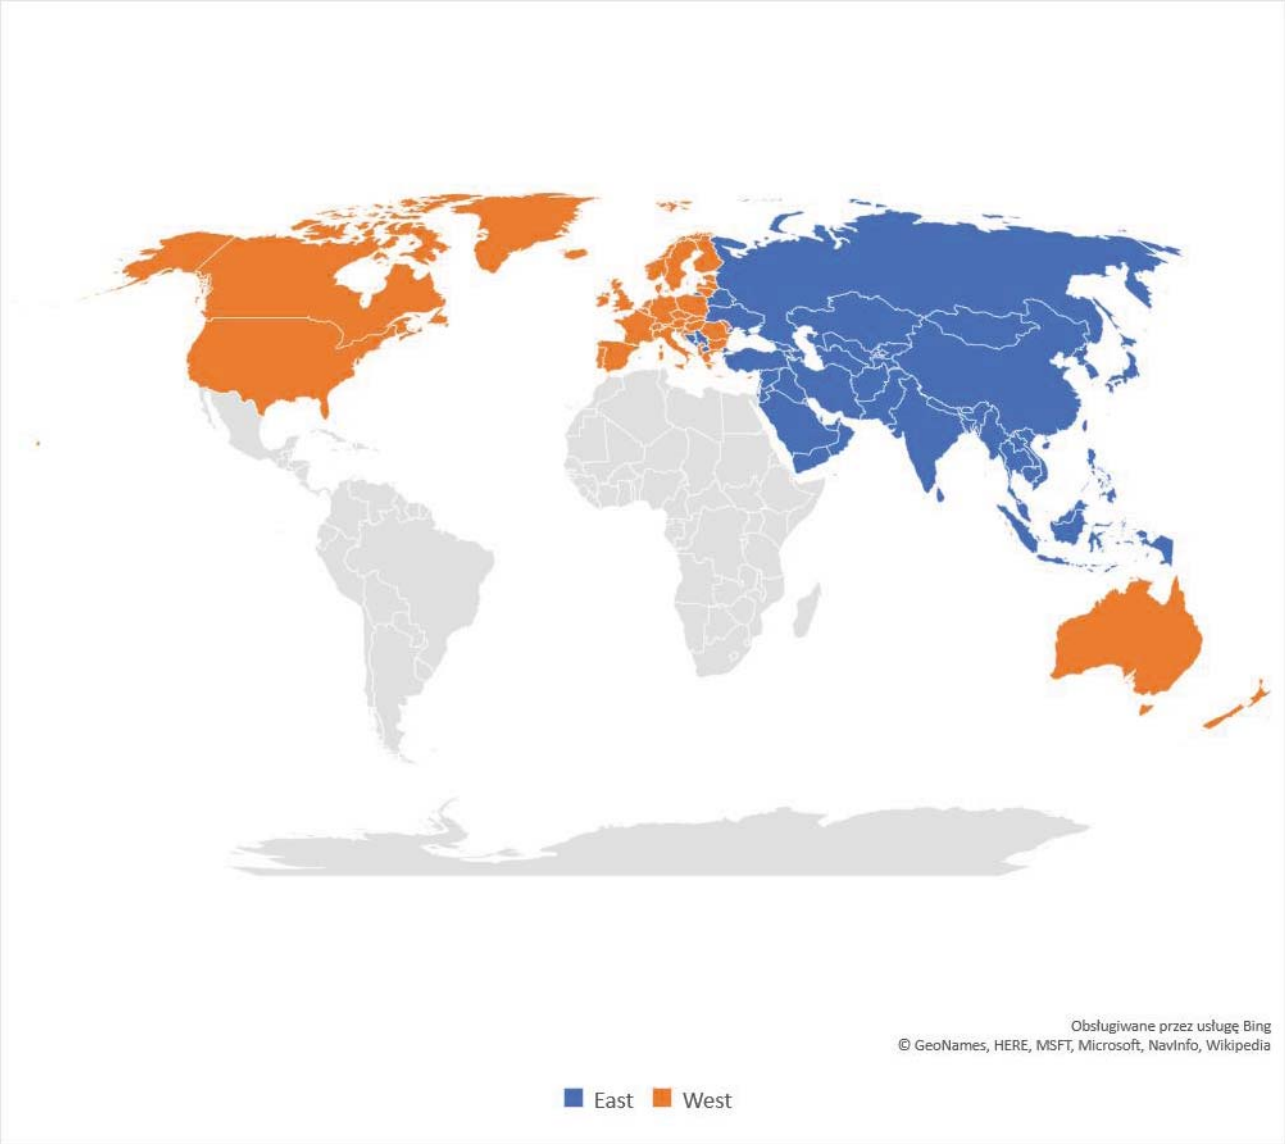 Obsługiwane przez usługę Bing
© GeoNames, HERE, MSFT, Microsoft, NavInfo, Wikipedia
East West